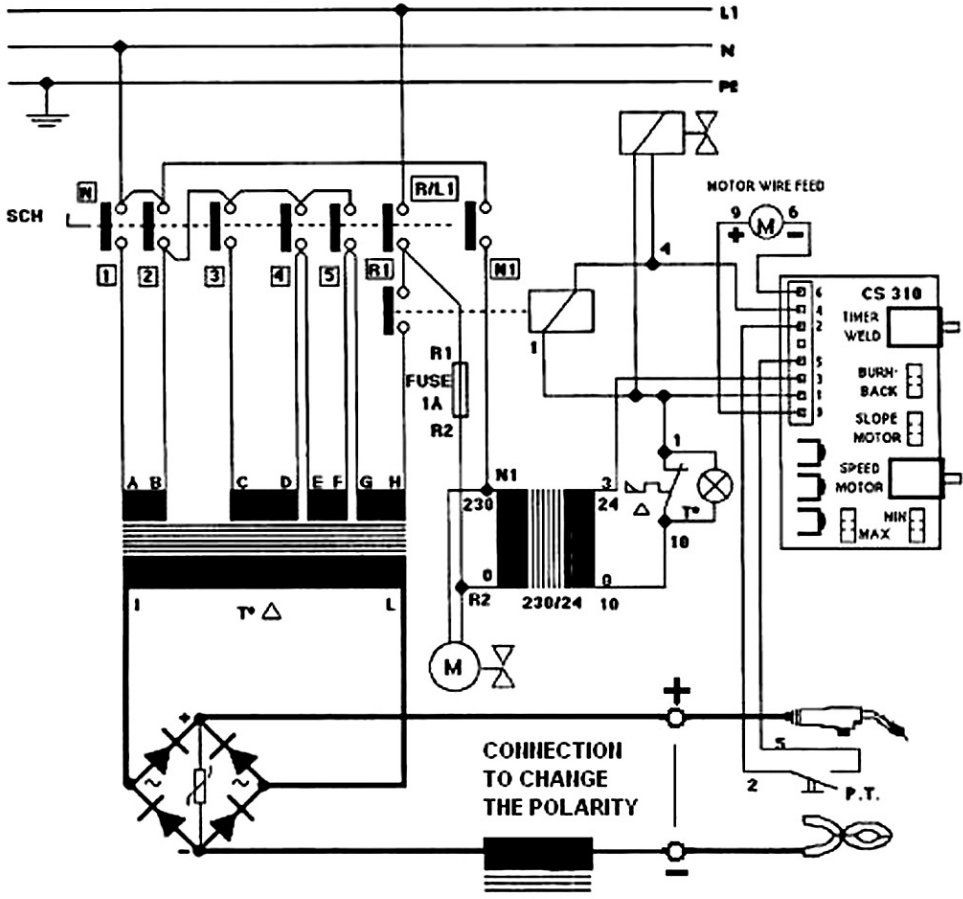 L1
N
PE
MOTOR WIRE FEED
9 M 6
+ -
N
R/L1
SCH
1 2 3 4 5 R1 N1
4
1
CS 310
6
4
2
5
3
1
9
TIMER
WELD
BURN-
BACK
SLOPE
MOTOR
SPEED
MOTOR
MIN
MAX
R1
FUSE
1A
R2
A B C D E F G H
N1
230
3
24
1
T°
10
0
R2
230/24
0
10
I
L
T°
M
+
-
~
~
+
-
CONNECTION
TO CHANGE
THE POLARITY
5
2
P.T.